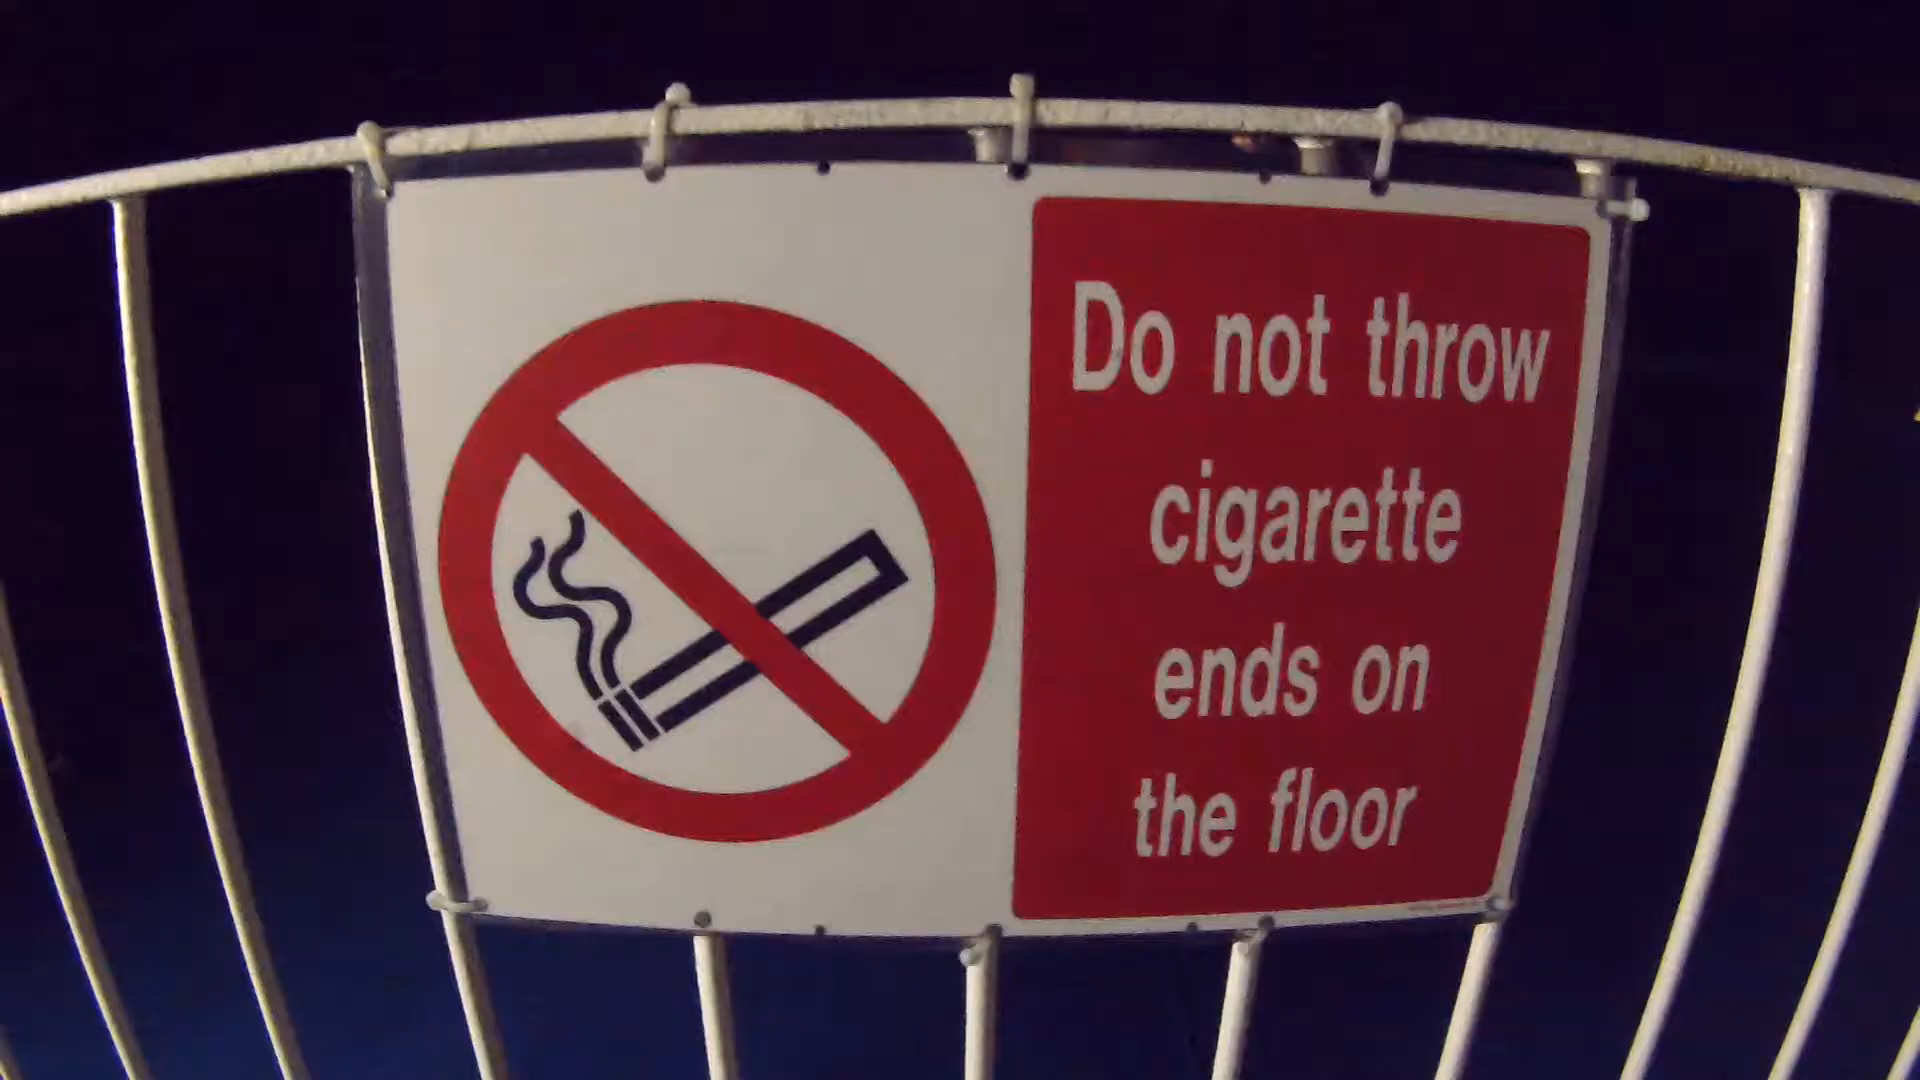 Do not throw
cigarette
ends on
the floor